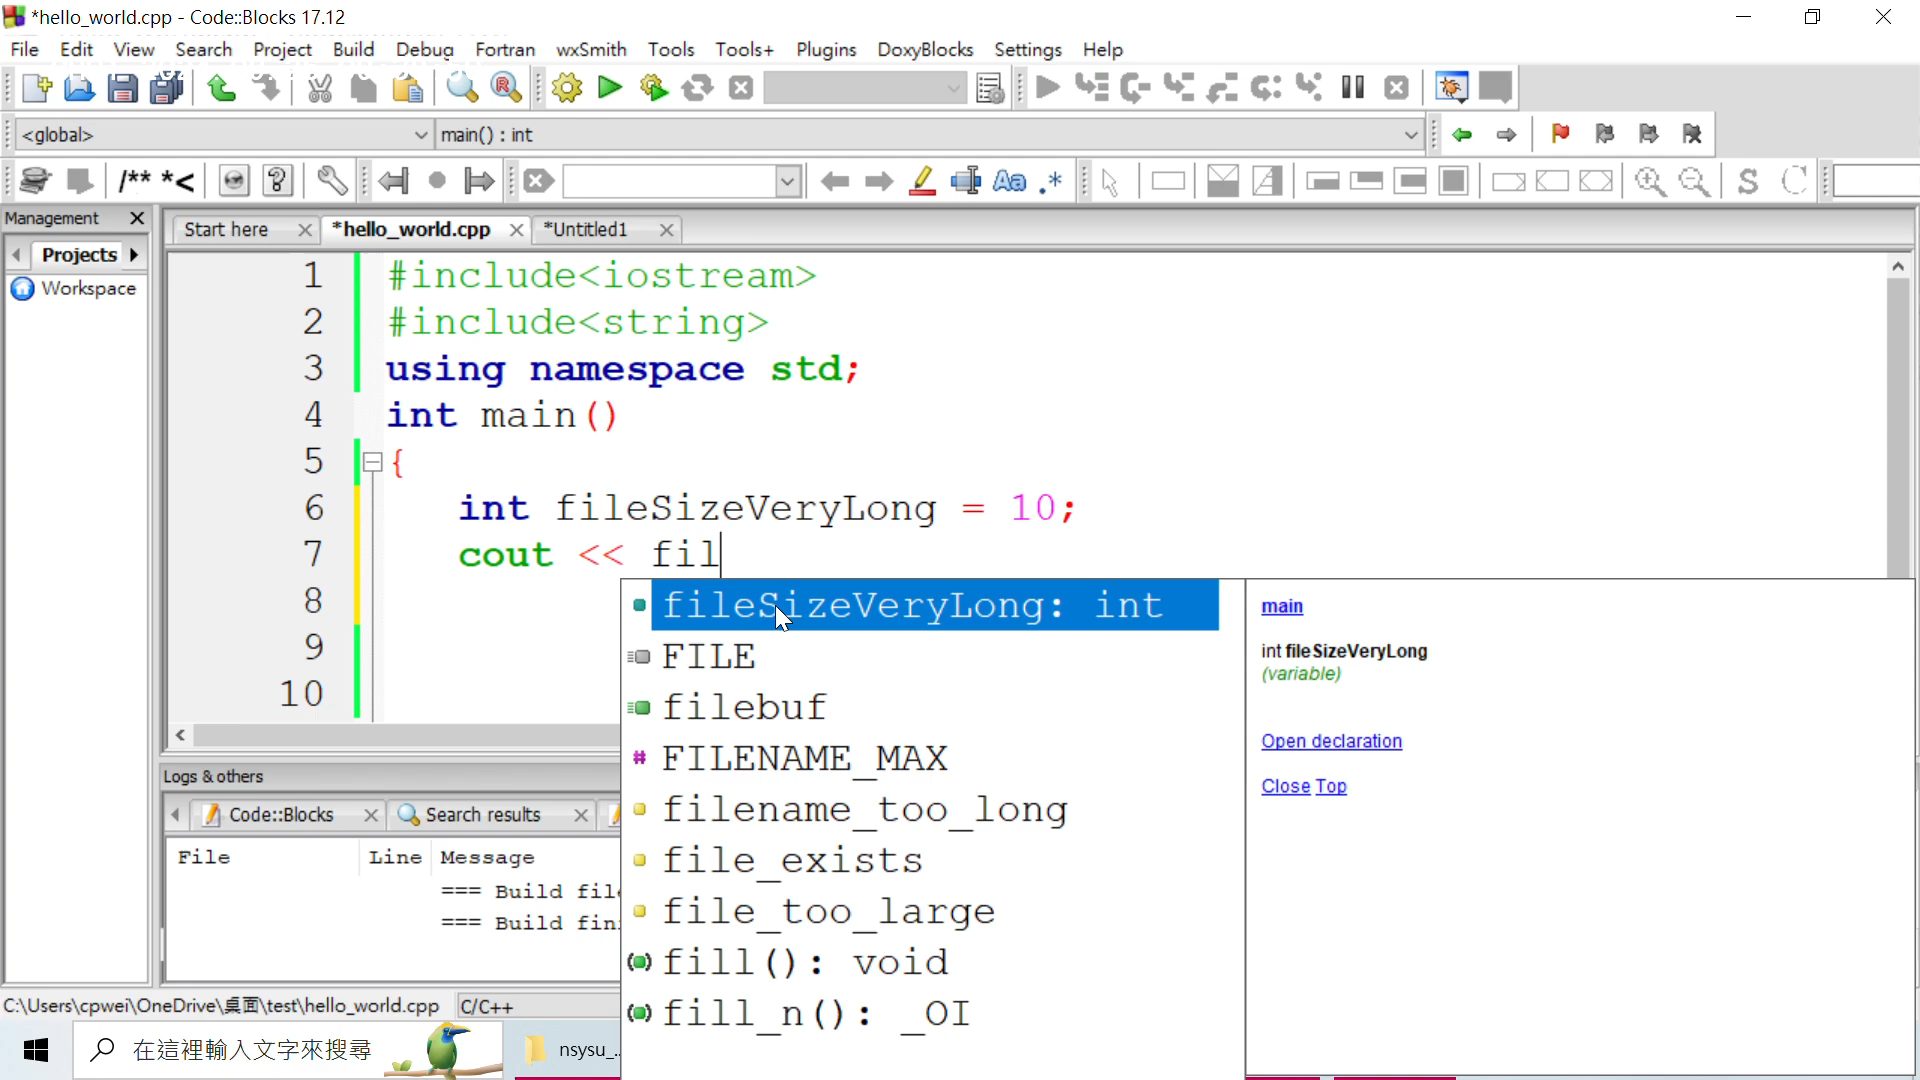 *hello_world.cpp - Code::Blocks 17.12
File Edit View Search Project Build Debug Fortran wxSmith Tools Tools+ Plugins DoxyBlocks Settings Help
<global> main() : int
/** *<
Aa .* S
Management
Projects
Workspace
Start here *hello_world.cpp *Untitled1
1 #include<iostream>
2 #include<string>
3 using namespace std;
4 int main()
5 {
6 int fileSizeVeryLong = 10;
7 cout << fil
8
9
10
fileSizeVeryLong: int
FILE
filebuf
FILENAME_MAX
filename_too_long
file_exists
file_too_large
fill(): void
fill_n(): _OI
main
int fileSizeVeryLong
(variable)
Open declaration
Close Top
Logs & others
Code::Blocks Search results
File Line Message
=== Build
=== Build
C:\Users\cpwei\OneDrive\桌面\test\hello_world.cpp C/C++
在這裡輸入文字來搜尋 nsysu_...